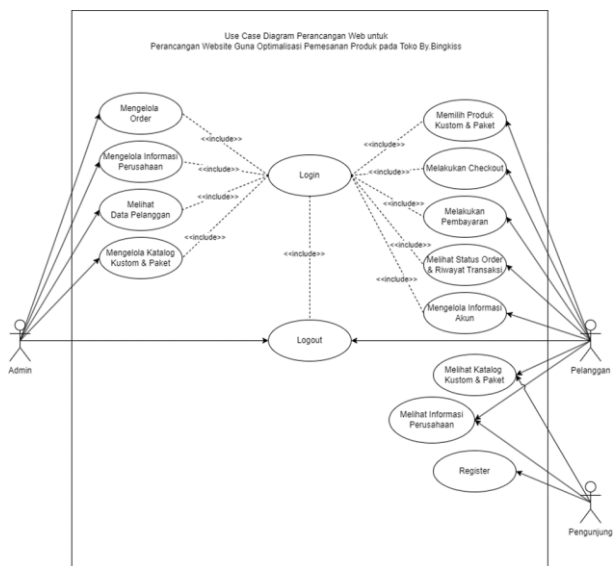 Use Case Diagram Perancangan Web untuk
Perancangan Website Guna Optimalisasi Pemesanan Produk pada Toko By.Bingkiss
Mengelola
Order
Mengelola Informasi
Perusahaan
Melihat
Data Pelanggan
Mengelola Katalog
Kustom & Paket
<<include>>
<<include>>
<<include>>
<<include>>
Login
<<include>>
Logout
<<include>>
<<include>>
<<include>>
<<include>>
<<include>>
Memilih Produk
Kustom & Paket
Melakukan Checkout
Melakukan
Pembayaran
Melihat Status Order
& Riwayat Transaksi
Mengelola Informasi
Akun
Melihat Katalog
Kustom & Paket
Melihat Informasi
Perusahaan
Register
Admin
Pelanggan
Pengunjung